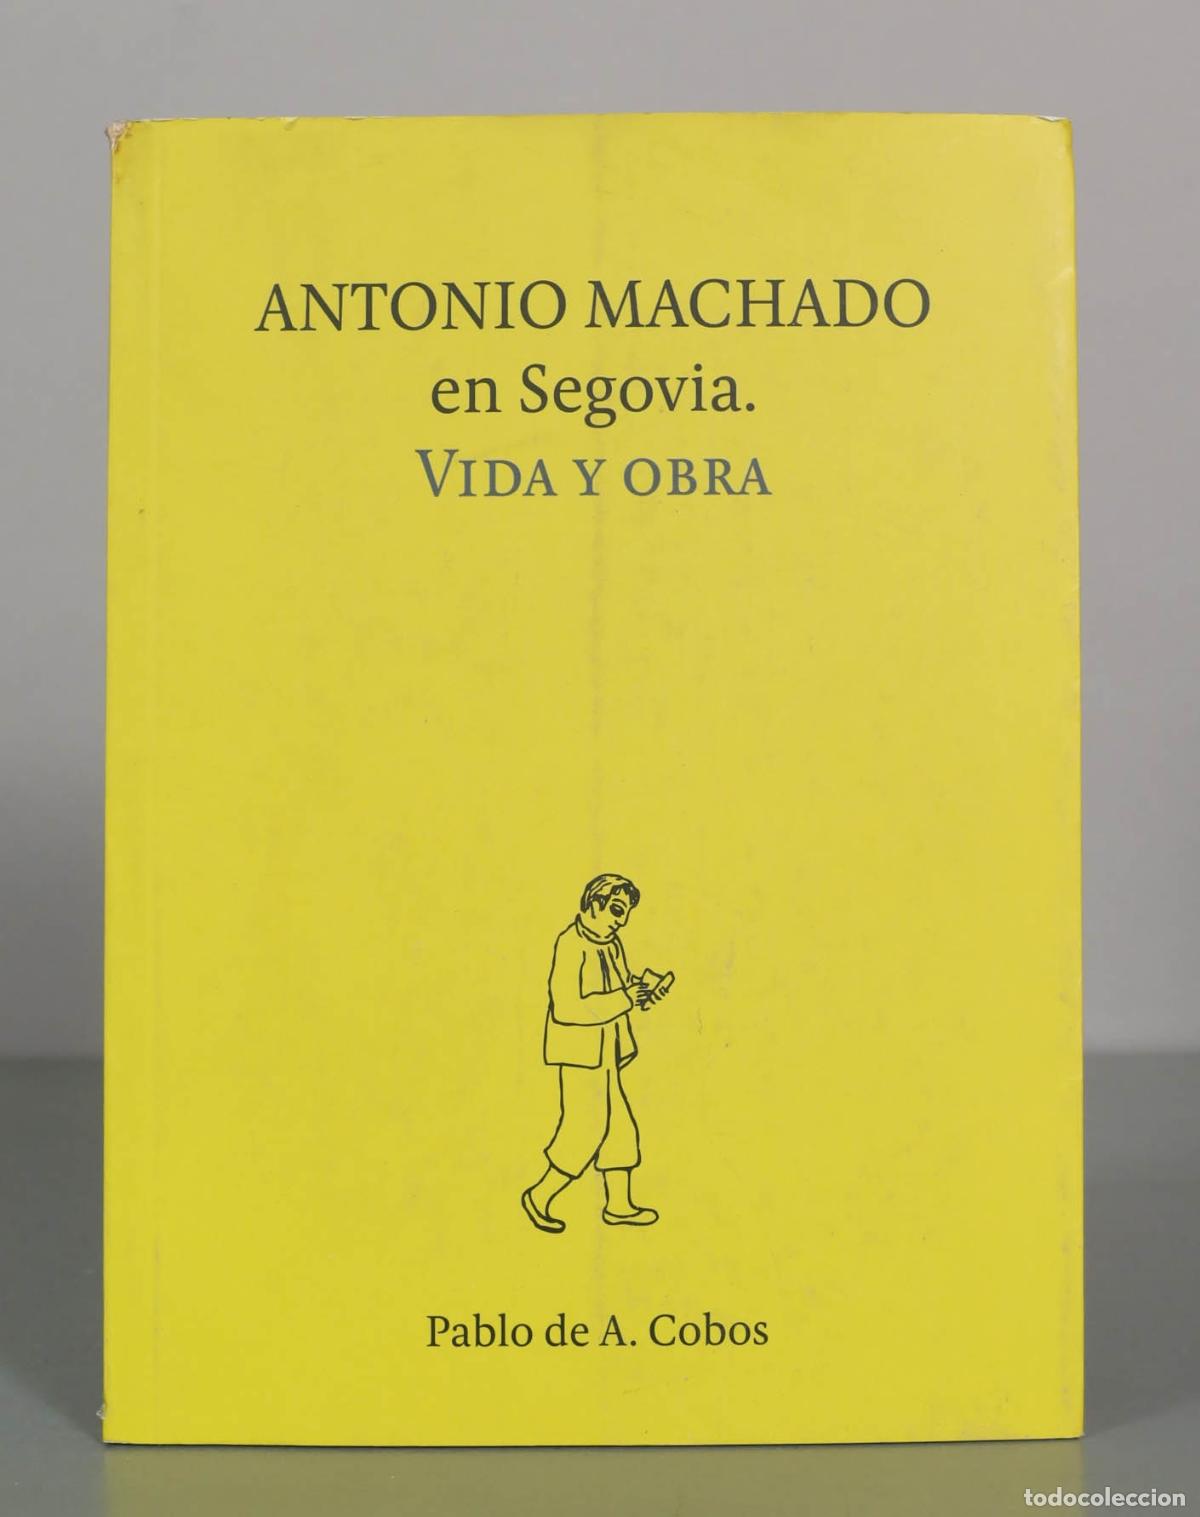 ANTONIO MACHADO
en Segovia.
VIDA Y OBRA
Pablo de A. Cobos
todocoleccion